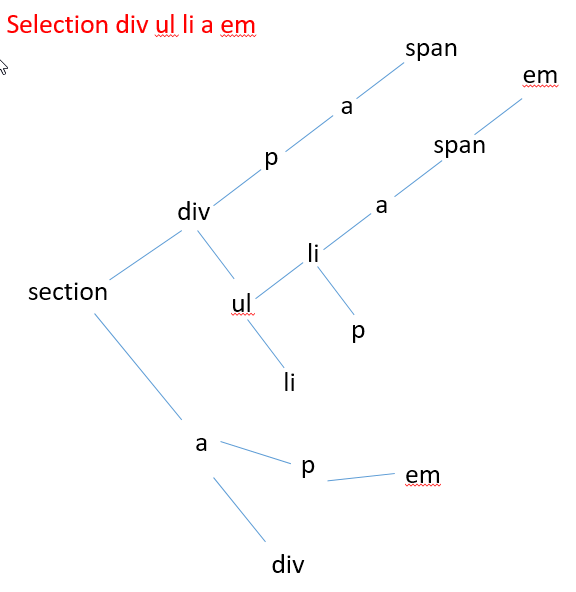 Selection div ul li a em
span
em
a
span
p
a
div
li
section
ul
p
li
a
p
em
div